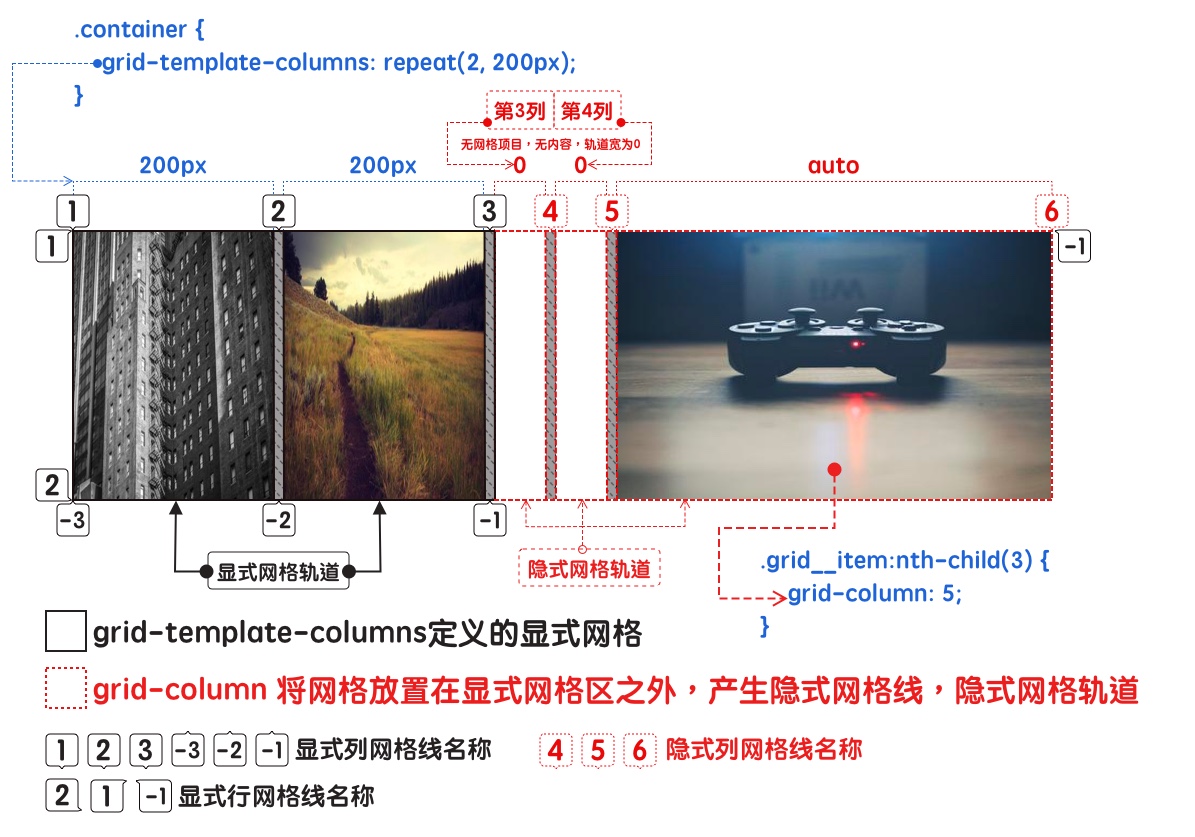 .container {
grid-template-columns: repeat(2, 200px);
}
第3列 第4列
无网格项目，无内容，轨道宽为0
200px 200px 0 0 auto
1 2 3 4 5 6
1 -1
wii
2
-3 -2 -1
显式网格轨道 隐式网格轨道
.grid__item:nth-child(3) {
grid-column: 5;
}
grid-template-columns定义的显式网格
grid-column 将网格放置在显式网格区之外，产生隐式网格线，隐式网格轨道
1 2 3 -3 -2 -1 显式列网格线名称 4 5 6 隐式列网格线名称
2 1 -1 显式行网格线名称